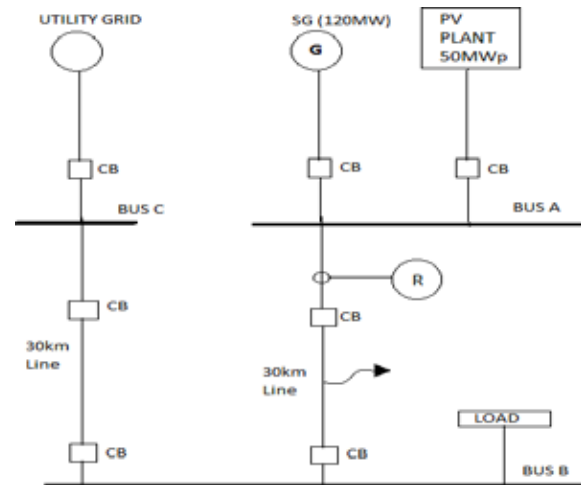 UTILITY GRID
SG (120MW)
PV
PLANT
50MWp
G
CB
CB
CB
BUS C
BUS A
R
CB
CB
30km
Line
30km
Line
LOAD
CB
CB
BUS B